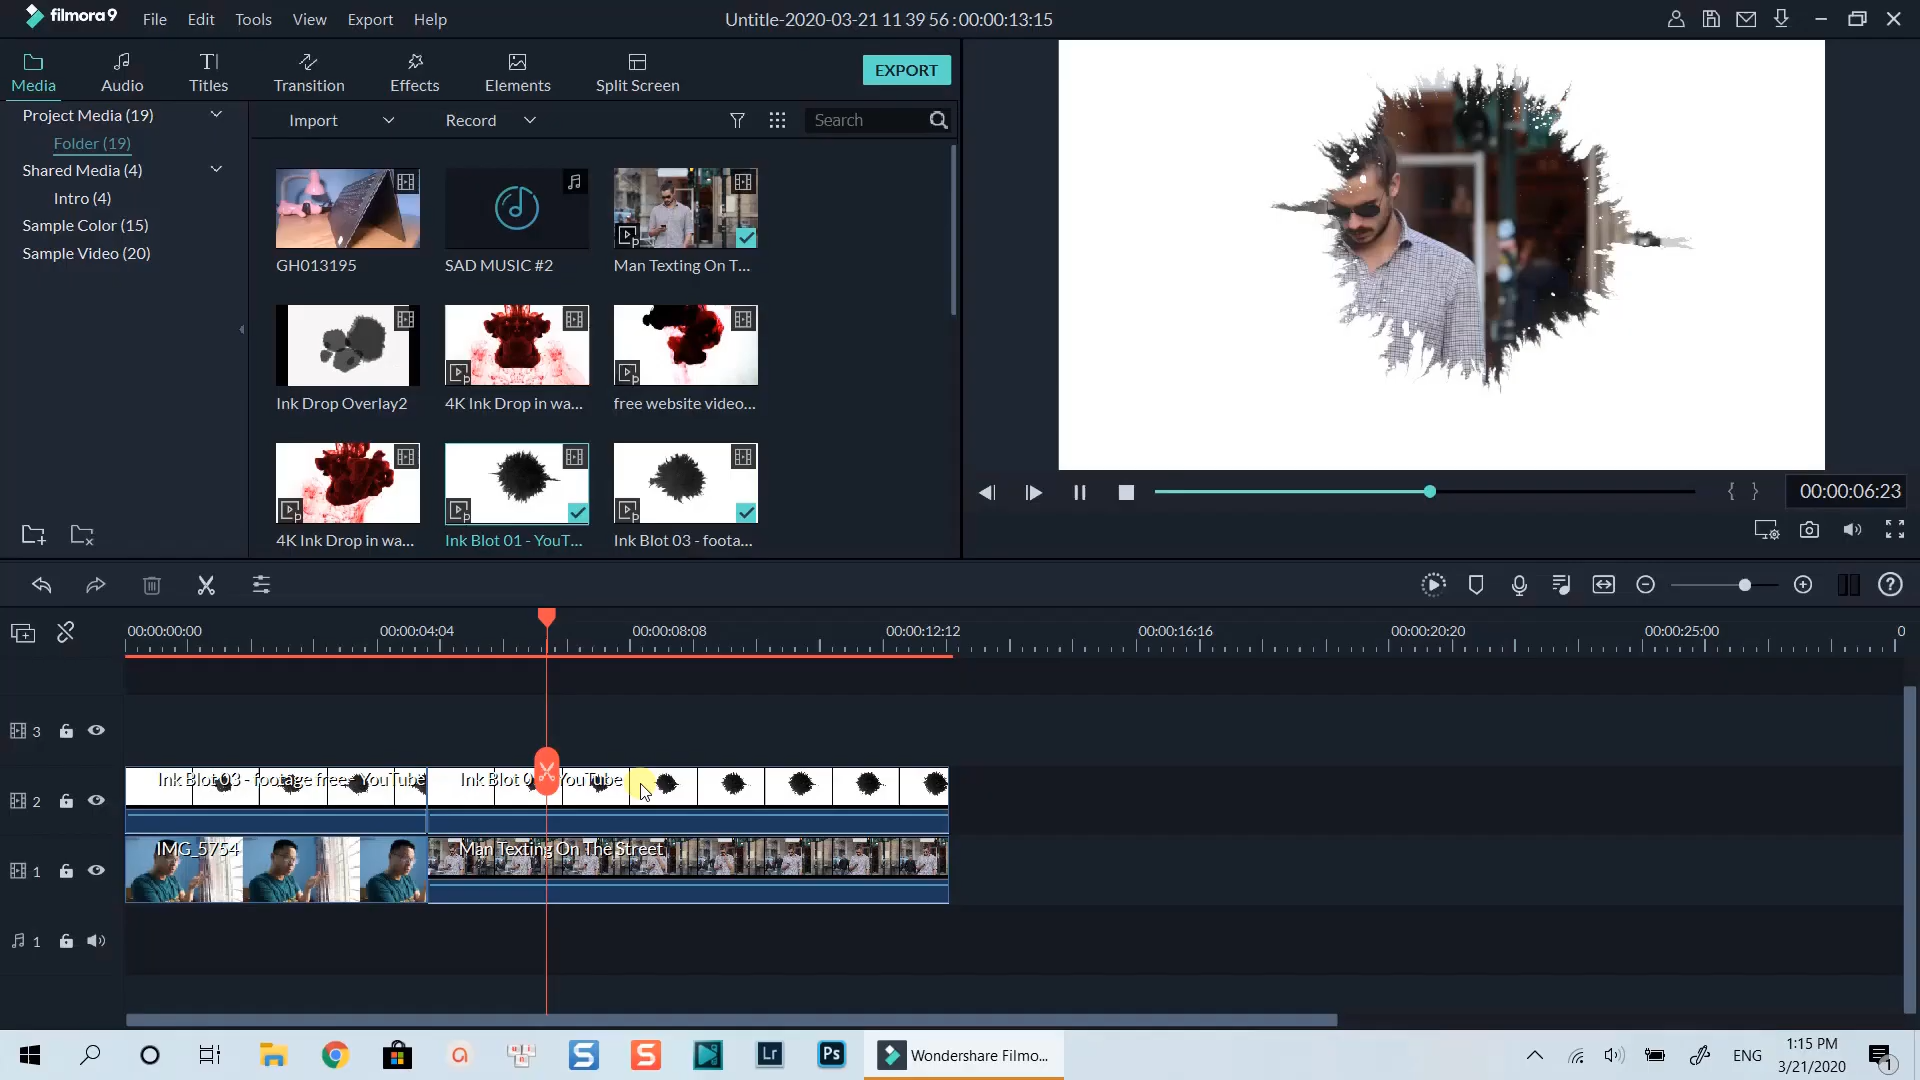 filmora9
File Edit Tools View Export Help
Untitle-2020-03-21 11 39 56 : 00:00:13:15
Media Audio Titles Transition Effects Elements Split Screen
EXPORT
Project Media (19)
Folder (19)
Shared Media (4)
Intro (4)
Sample Color (15)
Sample Video (20)
Import Record Search
GH013195 SAD MUSIC #2 Man Texting On T...
Ink Drop Overlay2 4K Ink Drop in wa... free website video...
4K Ink Drop in wa... Ink Blot 01 - YouT... Ink Blot 03 - foota...
{ } 00:00:06:23
00:00:00:00 00:00:04:04 00:00:08:08 00:00:12:12 00:00:16:16 00:00:20:20 00:00:25:00 0
3
2 Ink Blot 03 - footage free - YouTube Ink Blot 0 YouTube
1 IMG_5754 Man Texting On The Street
1
Lr Ps Wondershare Filmo... ENG
1:15 PM
3/21/2020
1